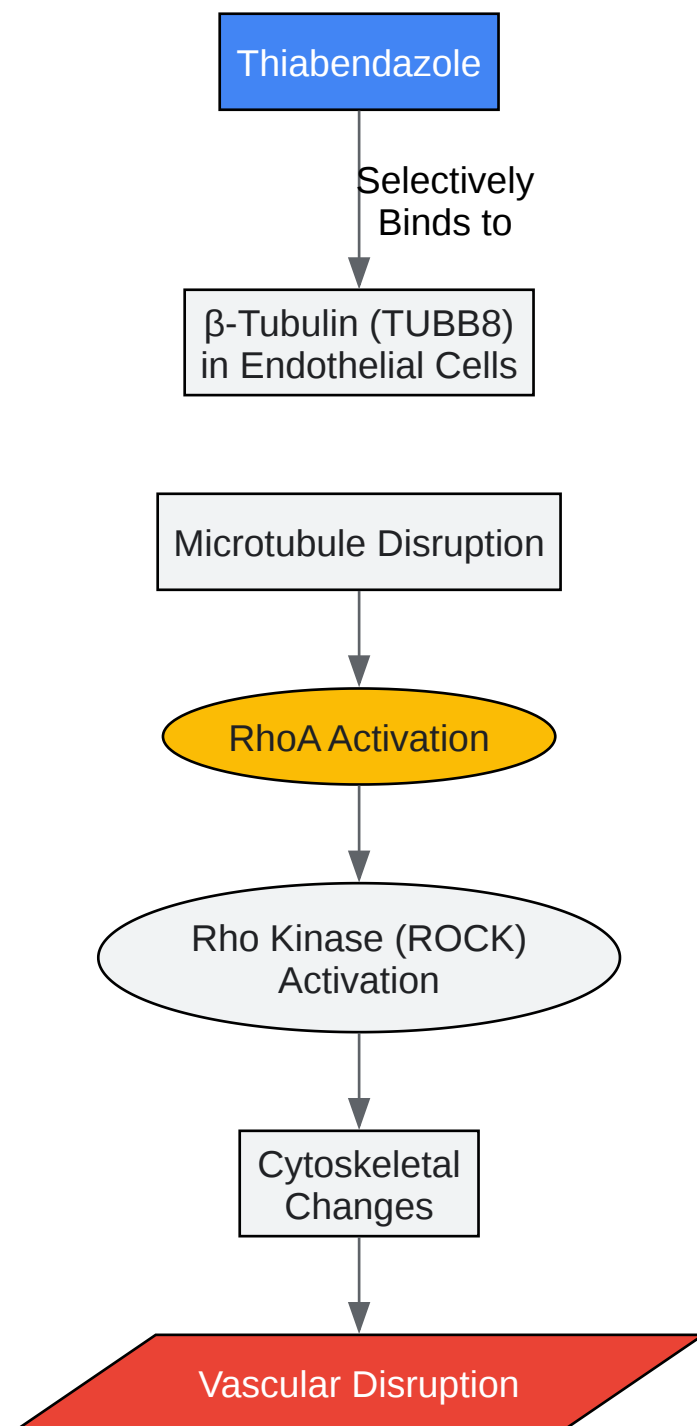 Thiabendazole
Selectively
Binds to
β-Tubulin (TUBB8)
in Endothelial Cells
Microtubule Disruption
RhoA Activation
Rho Kinase (ROCK)
Activation
Cytoskeletal
Changes
Vascular Disruption